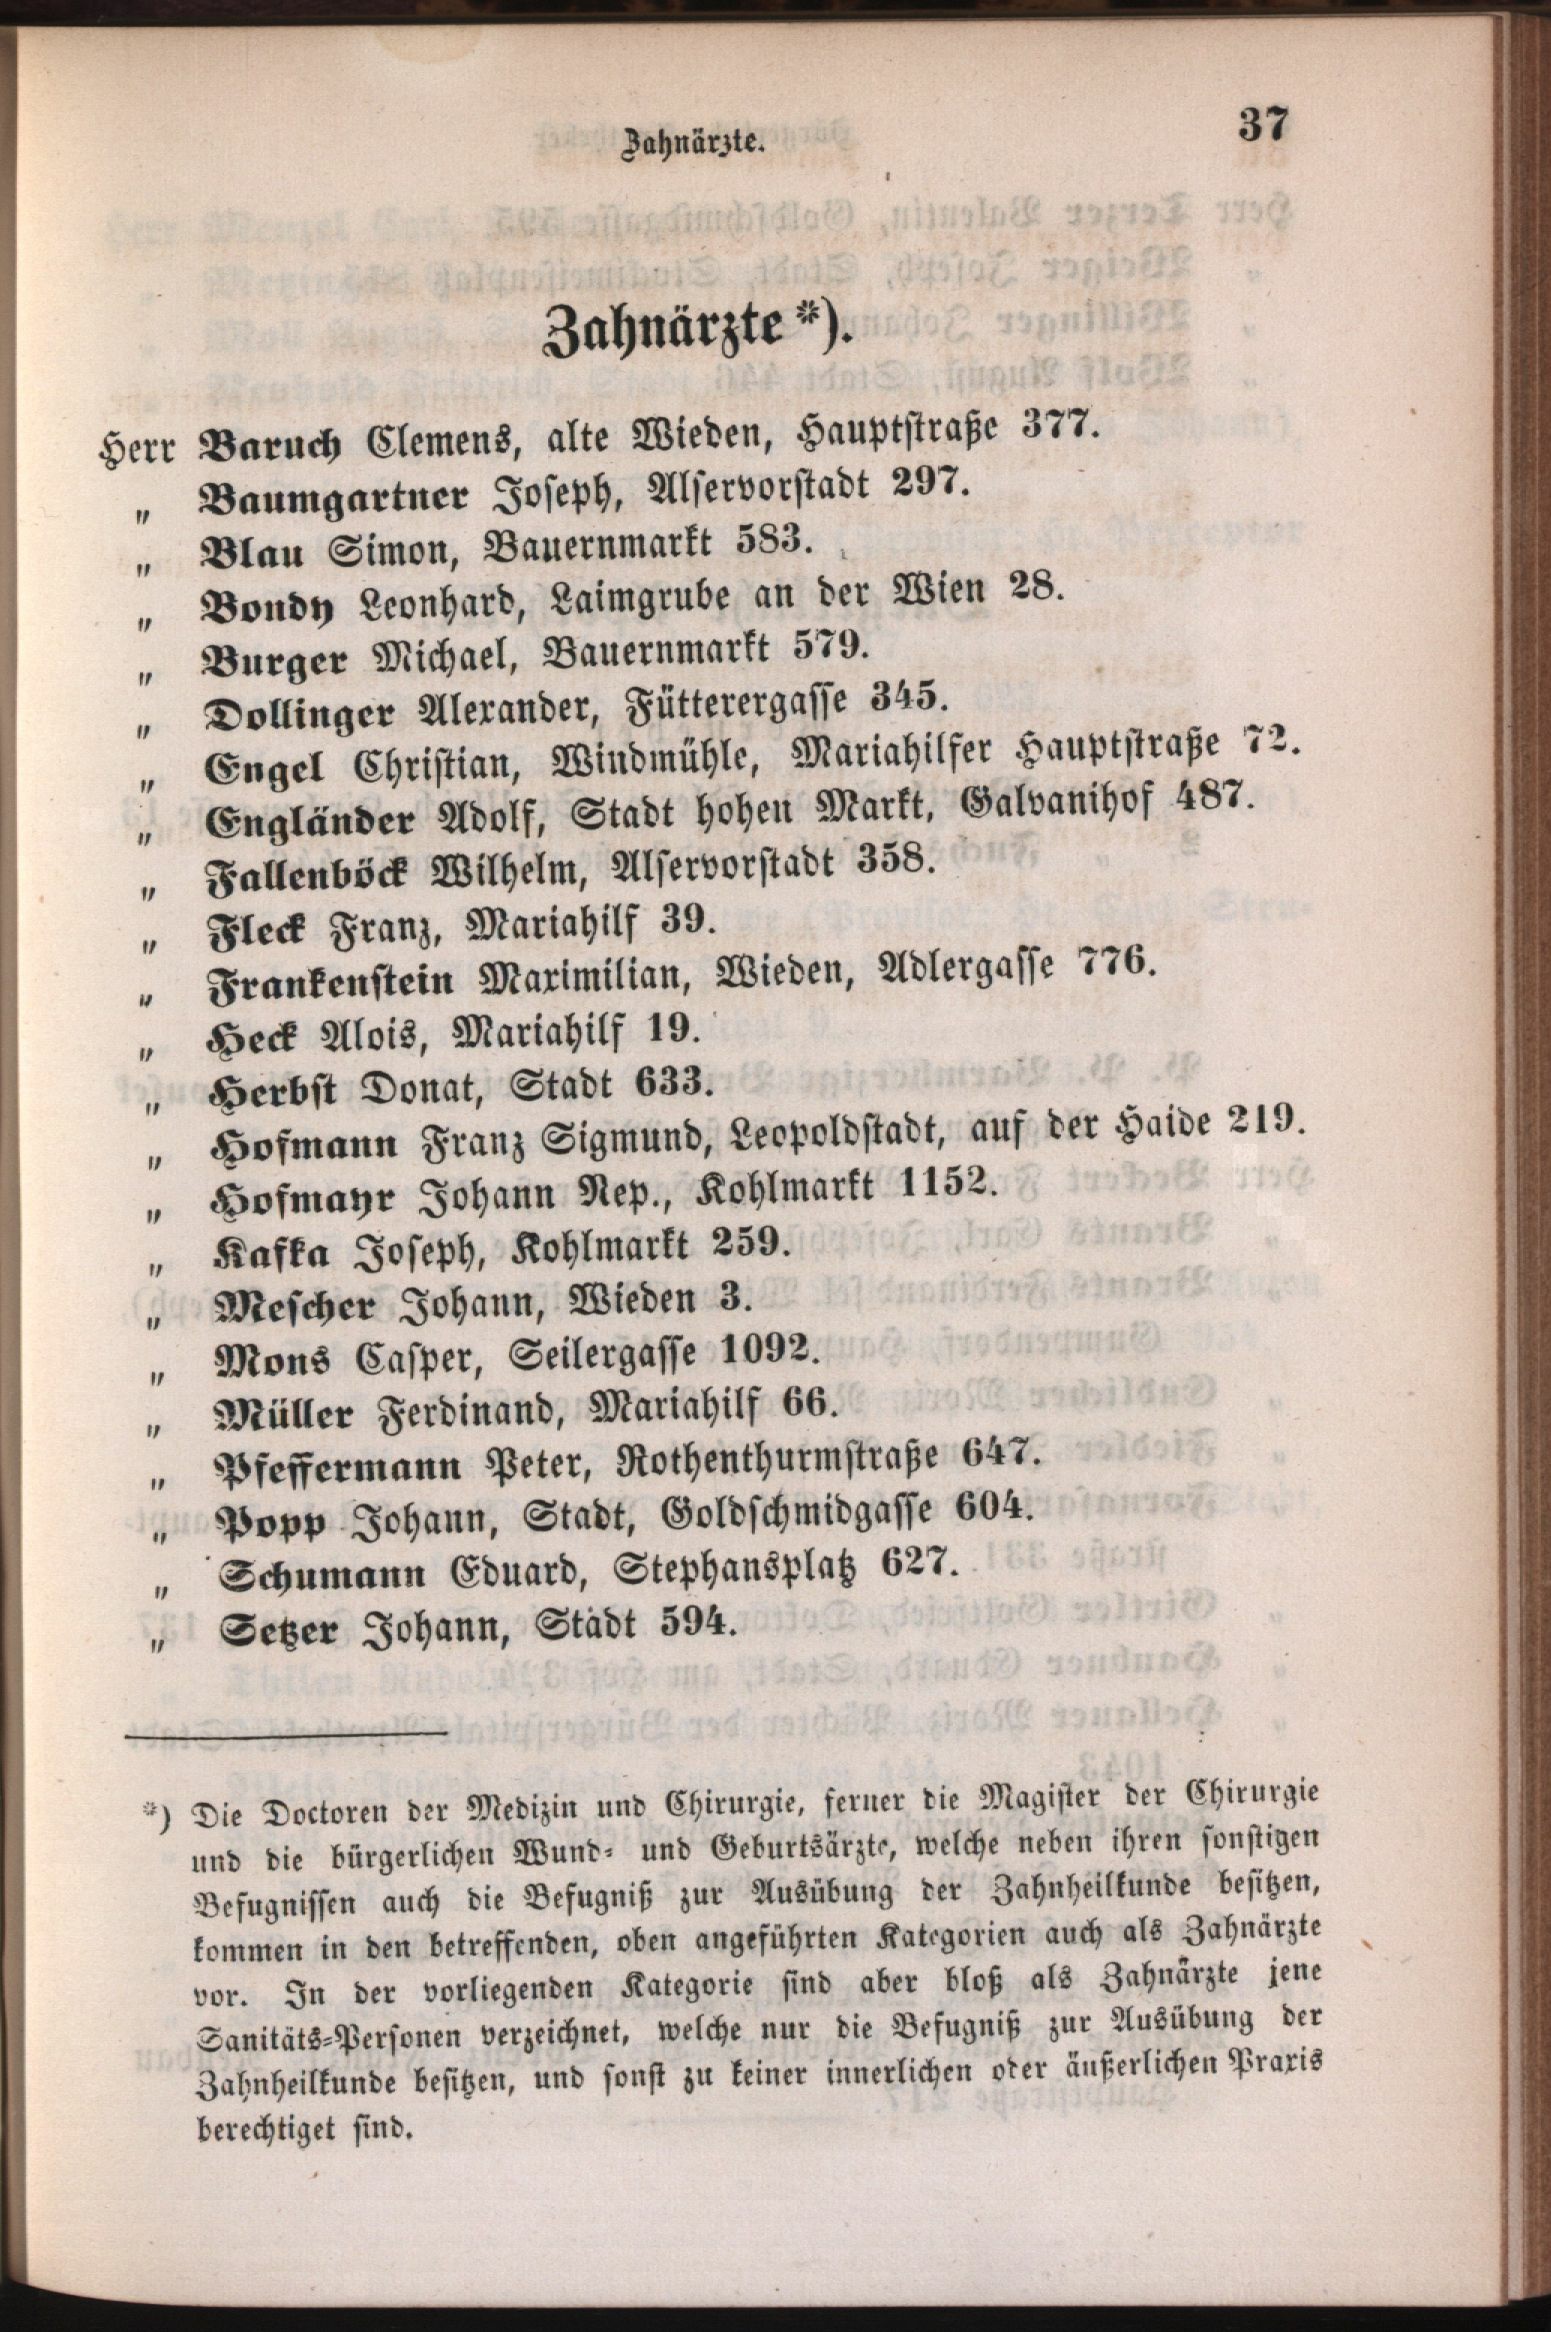 Zahnärzte.
37
Zahnärzte *).
Herr Baruch Clemens, alte Wieden, Hauptstraße 377.
„ Baumgartner Joseph, Alservorstadt 297.
„ Blau Simon, Bauernmarkt 583.
„ Bondy Leonhard, Laimgrube an der Wien 28.
„ Burger Michael, Bauernmarkt 579.
„ Dollinger Alexander, Fütterergasse 345.
„ Engel Christian, Windmühle, Mariahilfer Hauptstraße 72.
„ Engländer Adolf, Stadt hohen Markt, Galvanihof 487.
„ Fallenböck Wilhelm, Alservorstadt 358.
„ Fleck Franz, Mariahilf 39.
„ Frankenstein Maximilian, Wieden, Adlergasse 776.
„ Heck Alois, Mariahilf 19.
„ Herbst Donat, Stadt 633.
„ Hofmann Franz Sigmund, Leopoldstadt, auf der Haide 219.
„ Hofmayr Johann Nep., Kohlmarkt 1152.
„ Kafka Joseph, Kohlmarkt 259.
„ Mescher Johann, Wieden 3.
„ Mons Casper, Seilergasse 1092.
„ Müller Ferdinand, Mariahilf 66.
„ Pfeffermann Peter, Rothenthurmstraße 647.
„ Popp Johann, Stadt, Goldschmidgasse 604.
„ Schumann Eduard, Stephansplatz 627.
„ Setzer Johann, Stadt 594.
*) Die Doctoren der Medizin und Chirurgie, ferner die Magister der Chirurgie
und die bürgerlichen Wund- und Geburtsärzte, welche neben ihren sonstigen
Befugnissen auch die Befugniß zur Ausübung der Zahnheilkunde besitzen,
kommen in den betreffenden, oben angeführten Kategorien auch als Zahnärzte
vor. In der vorliegenden Kategorie sind aber bloß als Zahnärzte jene
Sanitäts-Personen verzeichnet, welche nur die Befugniß zur Ausübung der
Zahnheilkunde besitzen, und sonst zu keiner innerlichen oder äußerlichen Praxis
berechtiget sind.